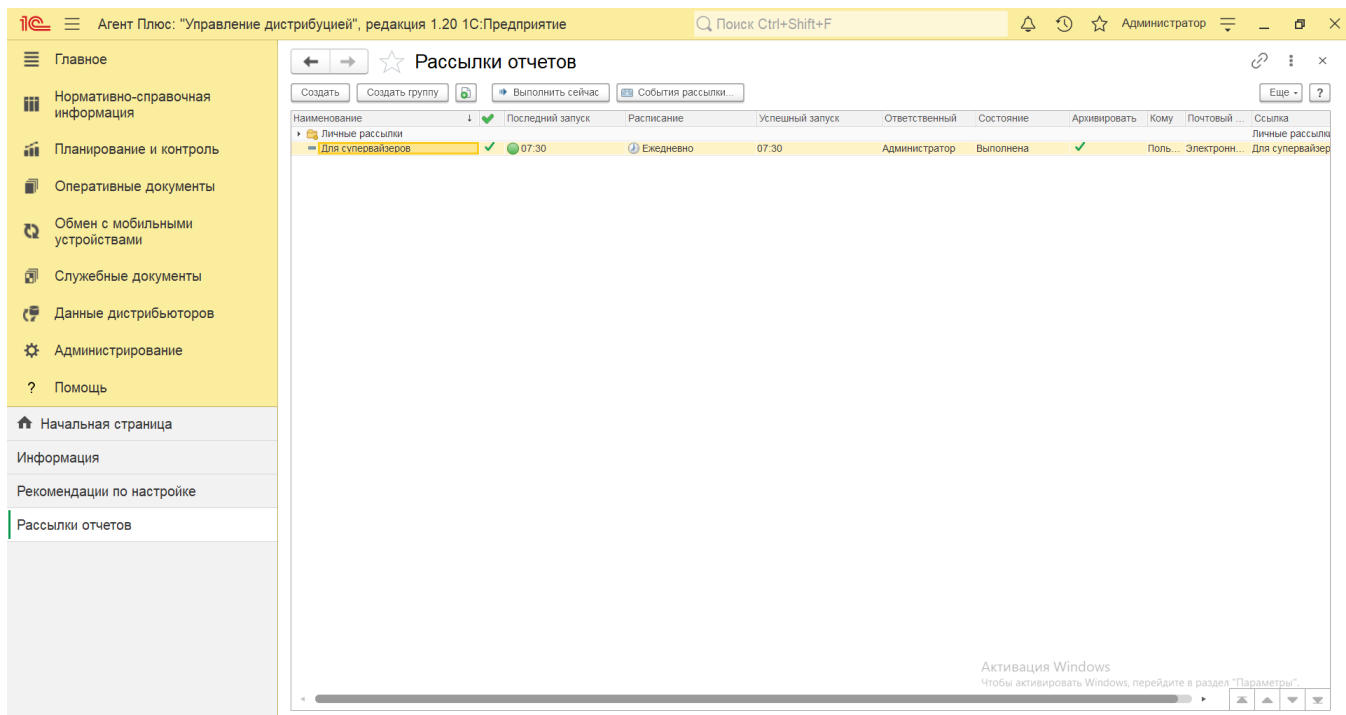 Агент Плюс: "Управление дистрибуцией", редакция 1.20 1С:Предприятие
Поиск Ctrl+Shift+F
Администратор
Главное
Нормативно-справочная
информация
Планирование и контроль
Оперативные документы
Обмен с мобильными
устройствами
Служебные документы
Данные дистрибьюторов
Администрирование
? Помощь
Начальная страница
Информация
Рекомендации по настройке
Рассылки отчетов
Рассылки отчетов
Создать Создать группу Выполнить сейчас События рассылки... Еще ?
Наименование Последний запуск Расписание Успешный запуск Ответственный Состояние Архивировать Кому Почтовый ... Ссылка
Личные рассылки Личные рассылки
Для супервайзеров 07:30 Ежедневно 07:30 Администратор Выполнена Поль... Электронн... Для супервайзер
Активация Windows
Чтобы активировать Windows, перейдите в раздел "Параметры".